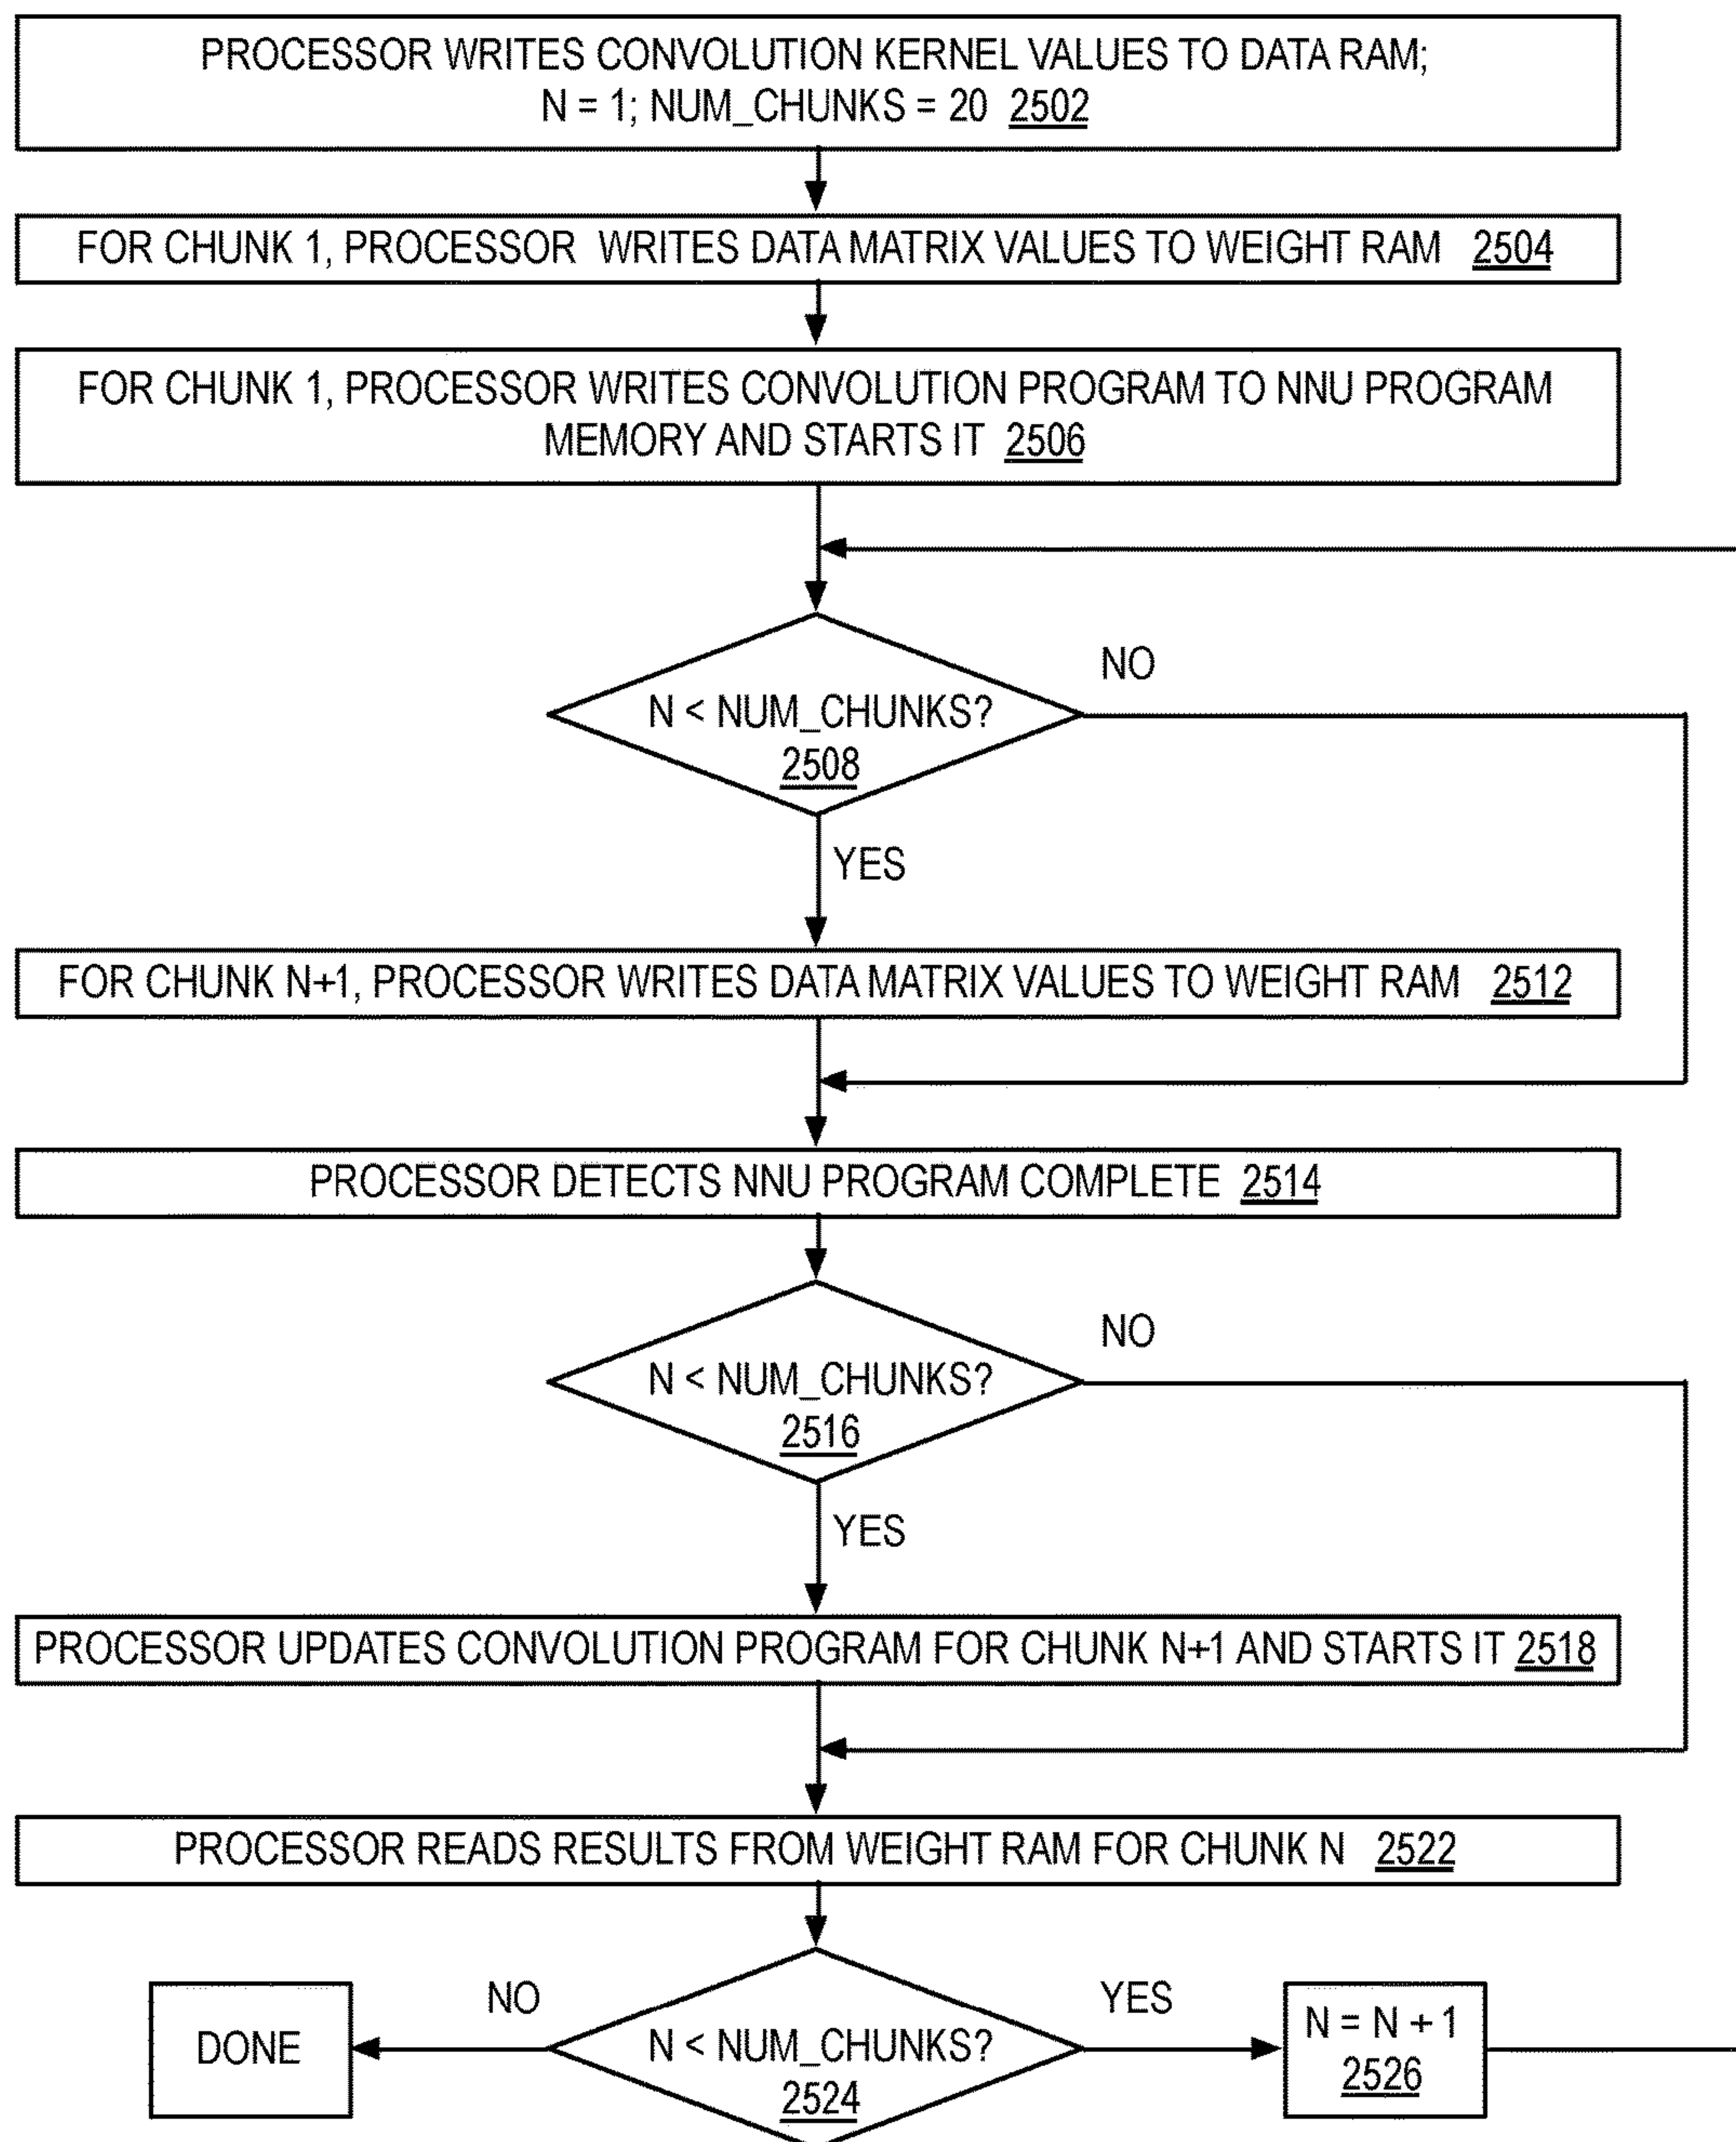 PROCESSOR WRITES CONVOLUTION KERNEL VALUES TO DATA RAM;
N = 1; NUM_CHUNKS = 20 2502
FOR CHUNK 1, PROCESSOR WRITES DATA MATRIX VALUES TO WEIGHT RAM 2504
FOR CHUNK 1, PROCESSOR WRITES CONVOLUTION PROGRAM TO NNU PROGRAM
MEMORY AND STARTS IT 2506
NO
N < NUM_CHUNKS?
2508
YES
FOR CHUNK N+1, PROCESSOR WRITES DATA MATRIX VALUES TO WEIGHT RAM 2512
PROCESSOR DETECTS NNU PROGRAM COMPLETE 2514
NO
N < NUM_CHUNKS?
2516
YES
PROCESSOR UPDATES CONVOLUTION PROGRAM FOR CHUNK N+1 AND STARTS IT 2518
PROCESSOR READS RESULTS FROM WEIGHT RAM FOR CHUNK N 2522
NO
YES
DONE
N < NUM_CHUNKS?
2524
N = N + 1
2526